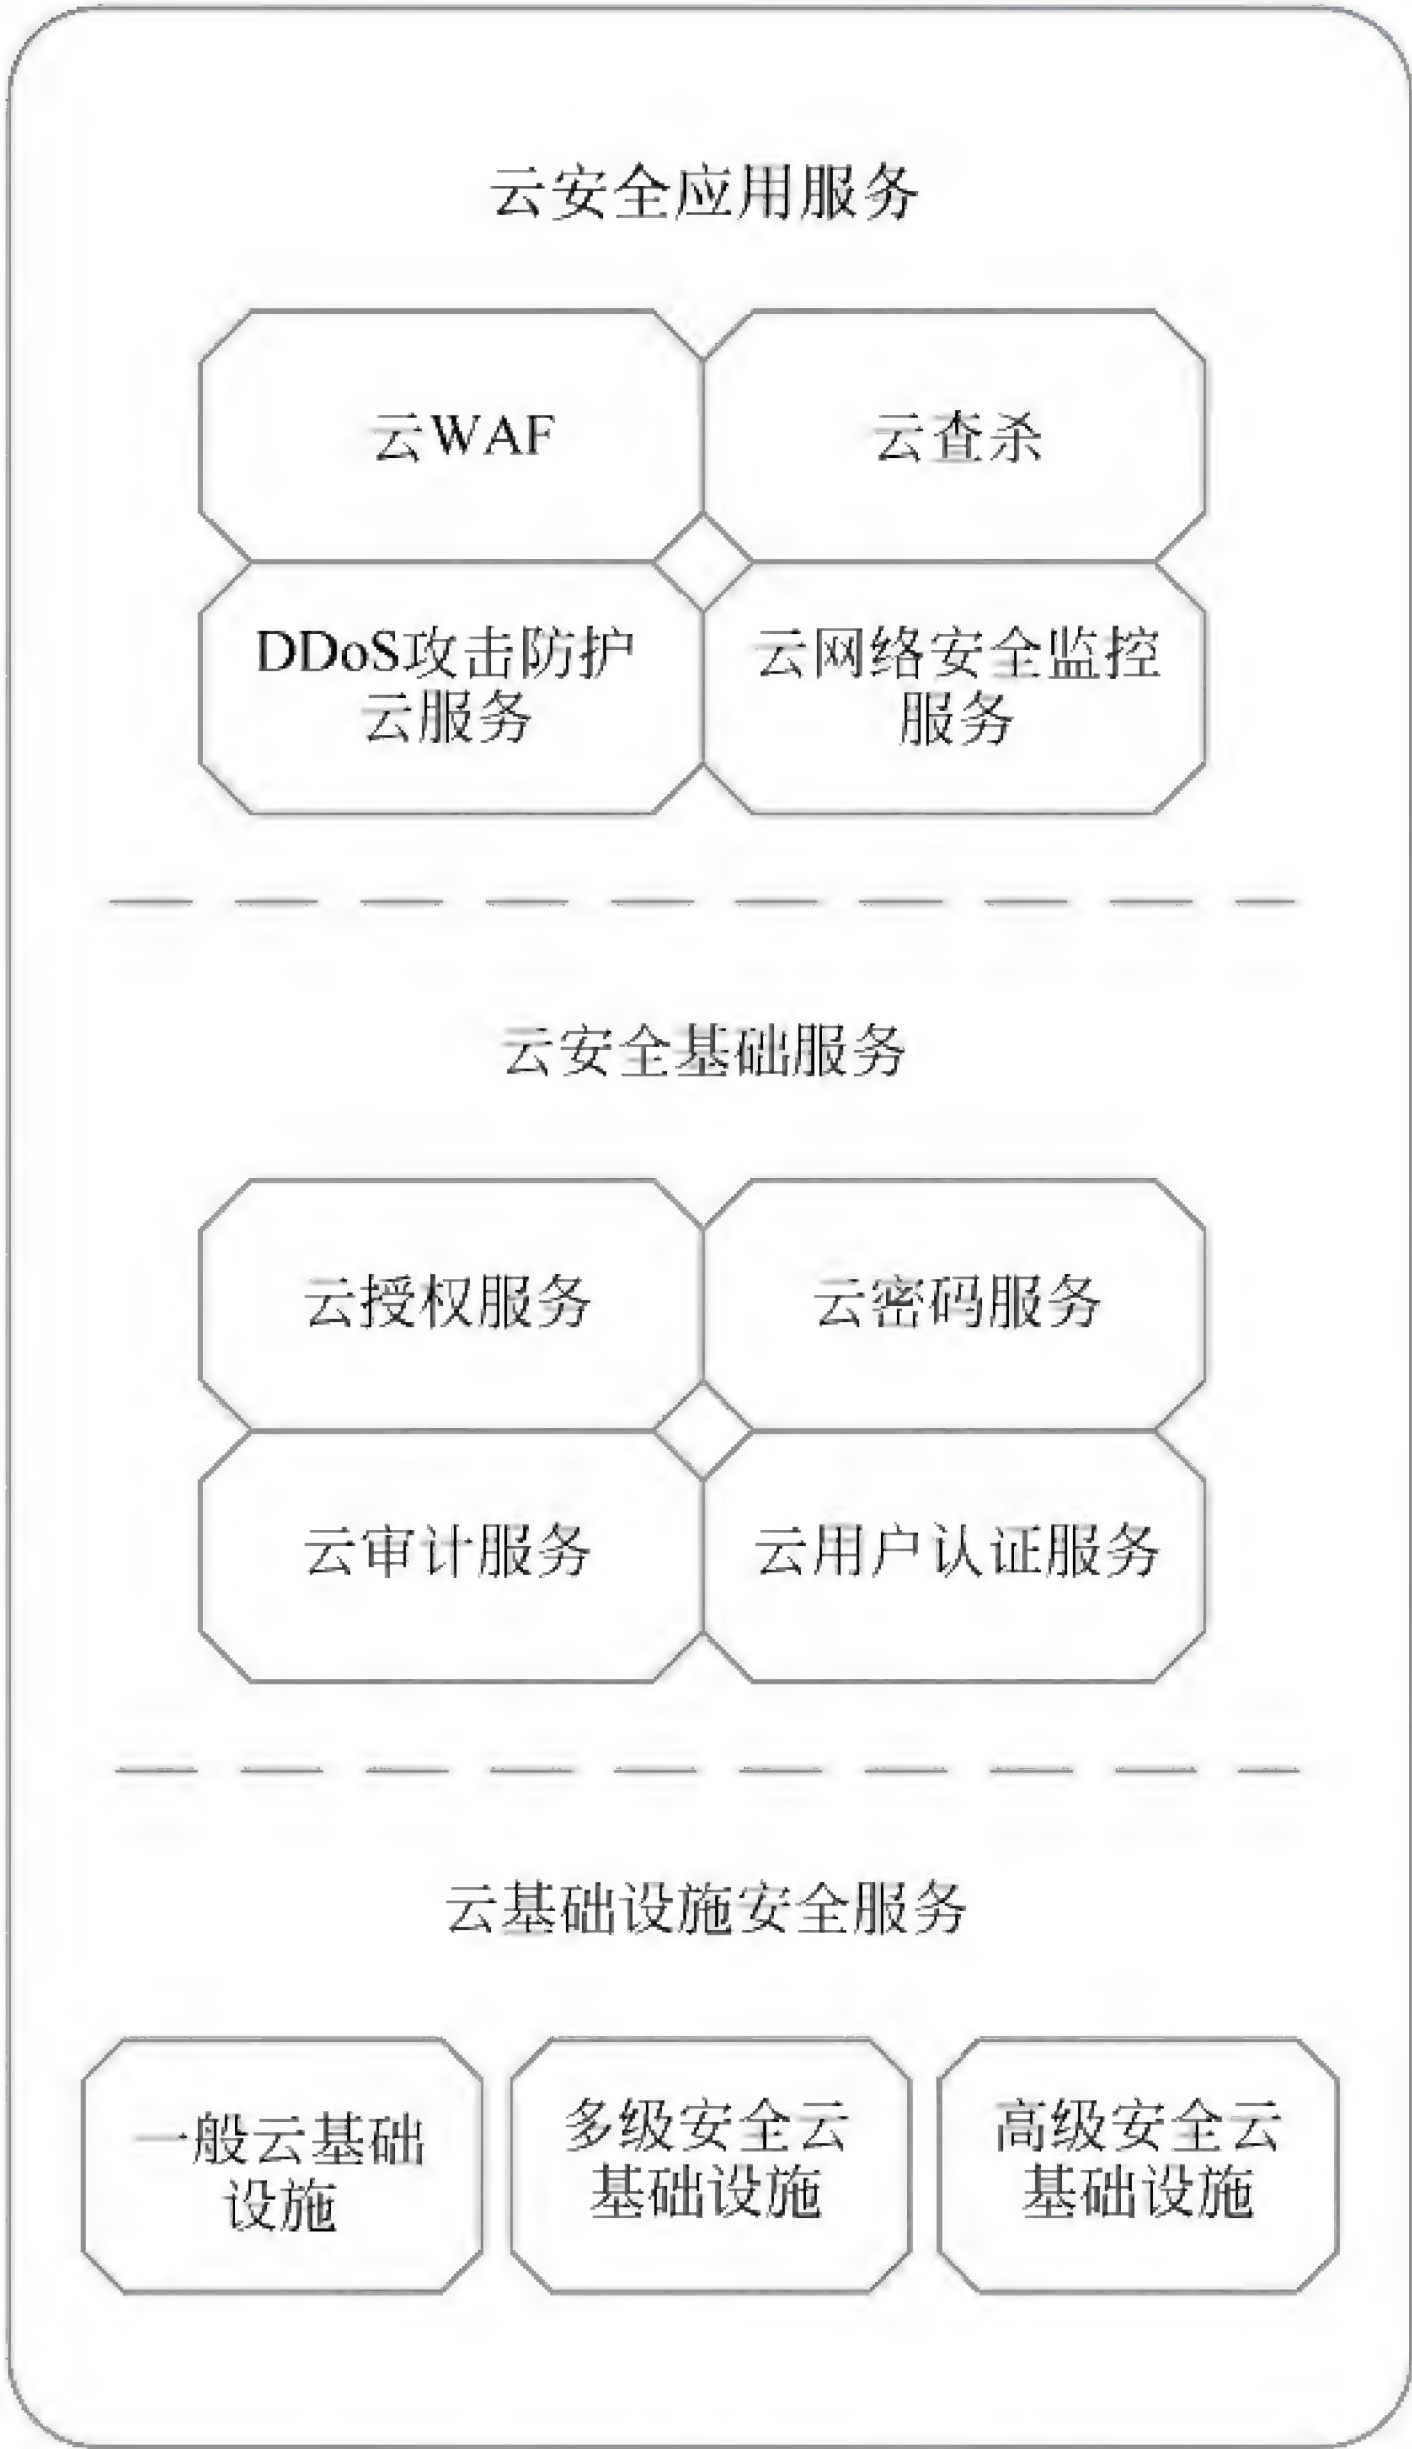 云安全应用服务
云WAF
云查杀
DDoS攻击防护
云服务
云网络安全监控
服务
云安全基础服务
云授权服务
云密码服务
云审计服务
云用户认证服务
云基础设施安全服务
一般云基础
设施
多级安全云
基础设施
高级安全云
基础设施